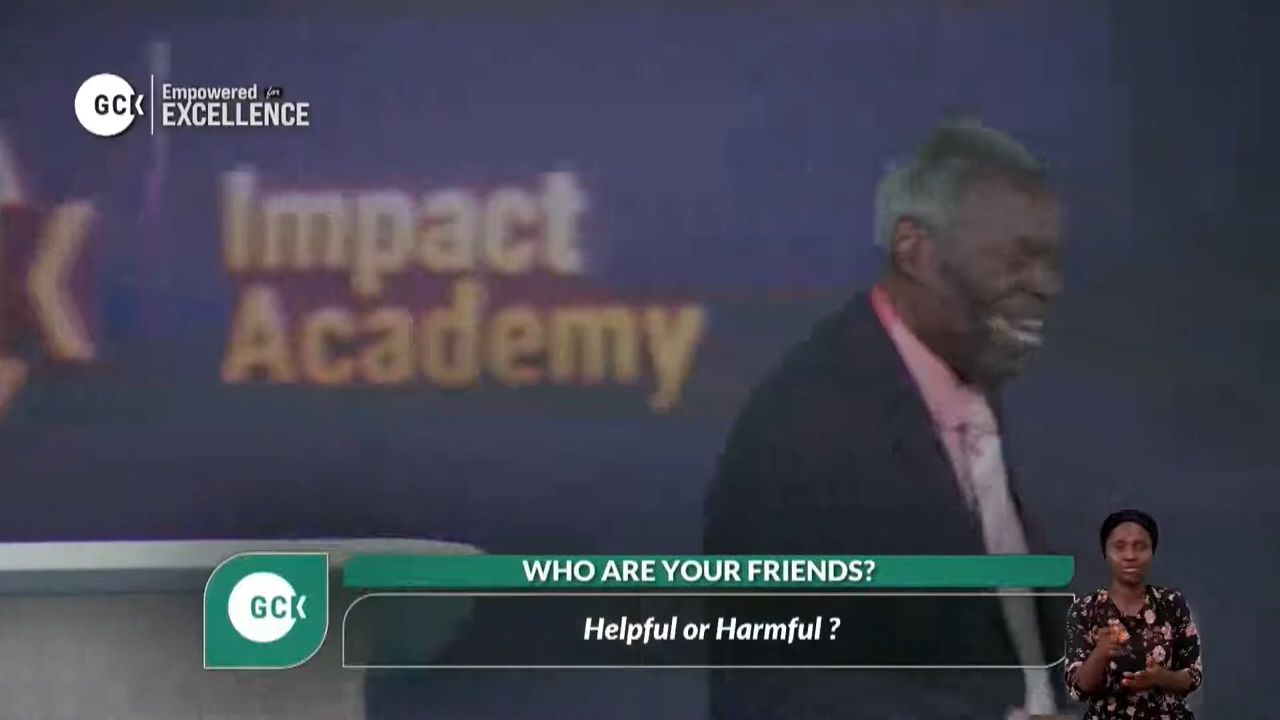 GCK
Empowered for
EXCELLENCE
Impact
Academy
GCK
WHO ARE YOUR FRIENDS?
Helpful or Harmful ?